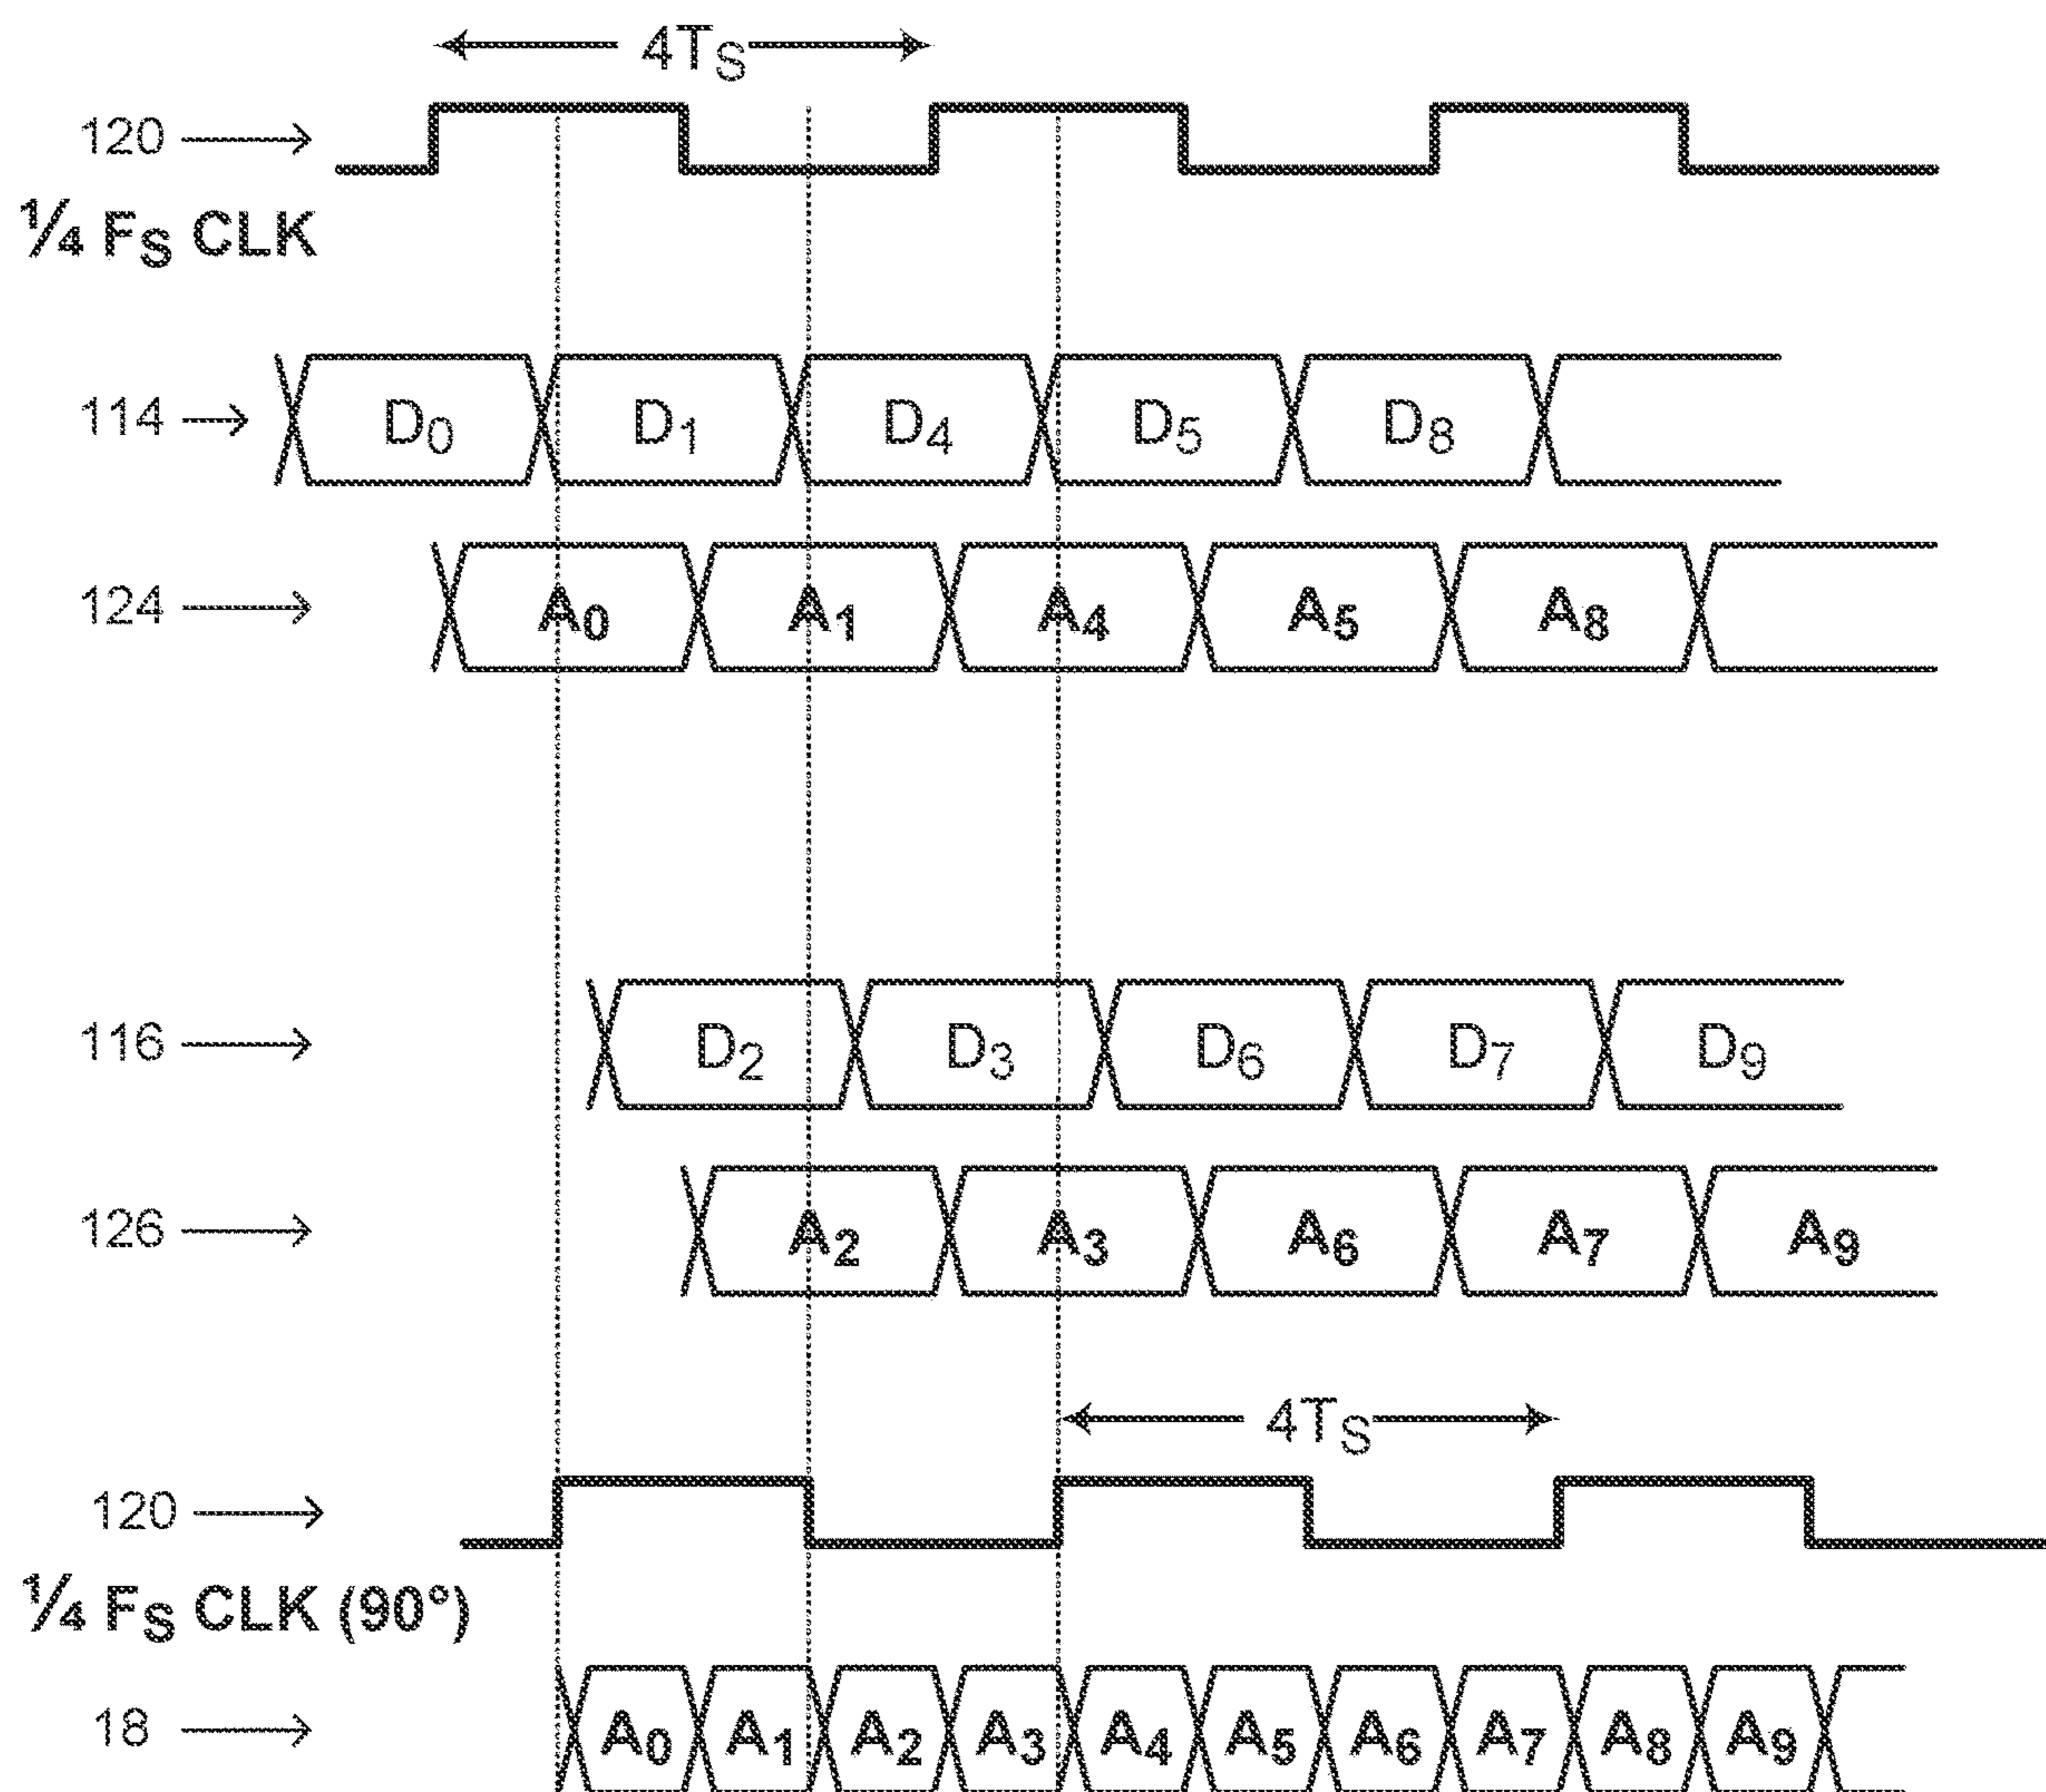 4TS
120
¼ FS CLK
114 D0 D1 D4 D5 D8
124 A0 A1 A4 A5 A8
116 D2 D3 D6 D7 D9
126 A2 A3 A6 A7 A9
4TS
120
¼ FS CLK (90°)
18 A0 A1 A2 A3 A4 A5 A6 A7 A8 A9